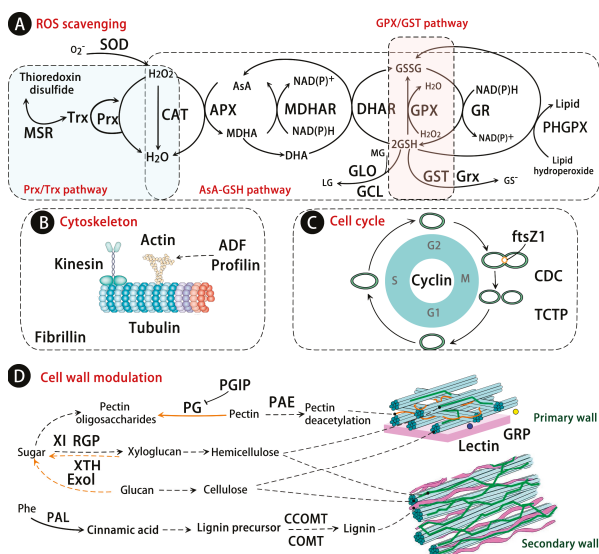 A ROS scavenging
GPX/GST pathway
O2⁻ SOD
Thioredoxin
disulfide
H2O2
MSR
Trx
Prx
CAT
H2O
Prx/Trx pathway
APX
AsA
MDHA
NAD(P)+
MDHAR
NAD(P)H
DHA
DHAR
AsA-GSH pathway
GSSG
H2O
GPX
H2O2
2GSH
NAD(P)H
GR
NAD(P)+
Lipid
PHGPX
Lipid
hydroperoxide
MG
GLO
LG
GCL
GST Grx
GS⁻
B Cytoskeleton
Actin
ADF
Profilin
Kinesin
Tubulin
Fibrillin
C Cell cycle
ftsZ1
G2
S
Cyclin
M
G1
CDC
TCTP
D Cell wall modulation
PGIP
Pectin
oligosaccharides
PG
Pectin
PAE
Pectin
deacetylation
Primary wall
GRP
Lectin
Sugar
XI RGP
Xyloglucan
Hemicellulose
XTH
Exol
Glucan
Cellulose
Phe
PAL
Cinnamic acid
Lignin precursor
CCOMT
COMT
Lignin
Secondary wall